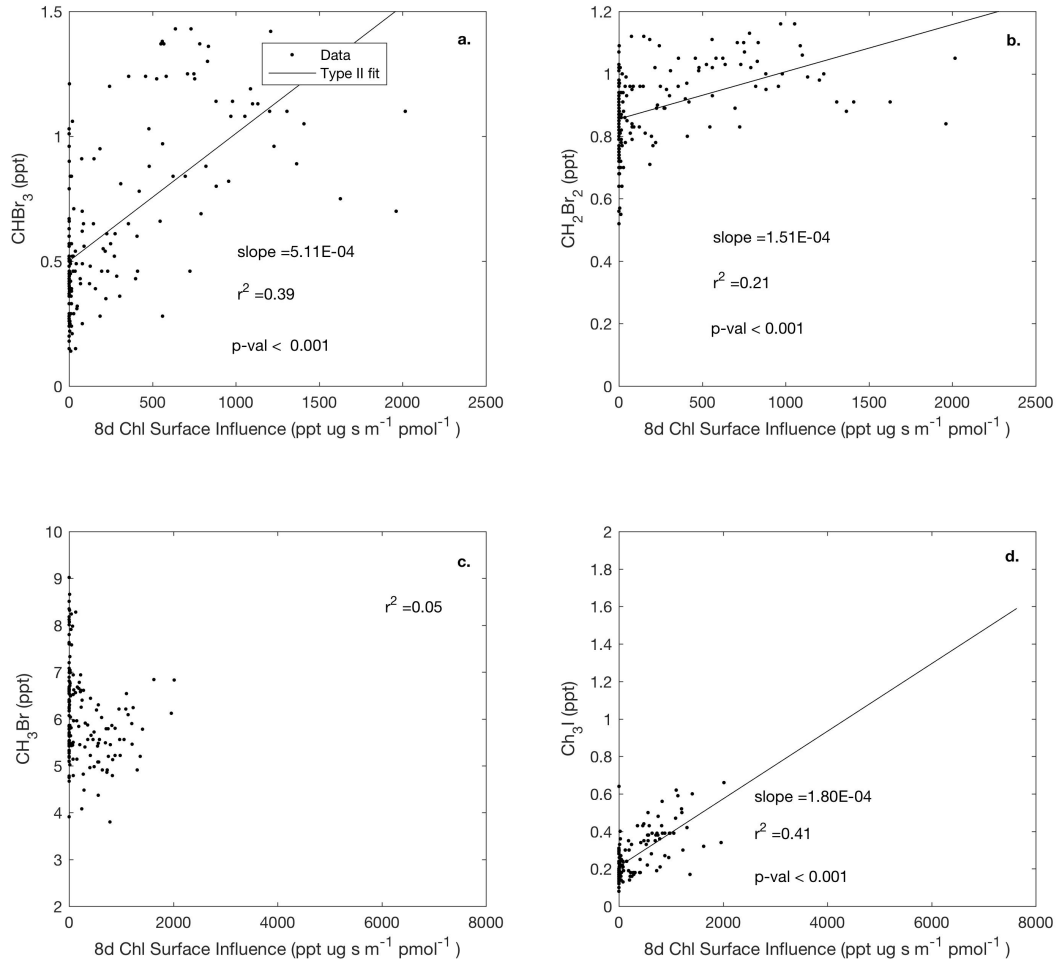 a.
Data
Type II fit
CHBr3 (ppt)
slope =5.11E-04
r2 =0.39
p-val < 0.001
1.5
1
0.5
0
0 500 1000 1500 2000 2500
8d Chl Surface Influence (ppt ug s m-1 pmol-1 )
b.
CH2Br2 (ppt)
slope =1.51E-04
r2 =0.21
p-val < 0.001
1.2
1
0.8
0.6
0.4
0.2
0
0 500 1000 1500 2000 2500
8d Chl Surface Influence (ppt ug s m-1 pmol-1 )
c.
CH3Br (ppt)
r2 =0.05
10
9
8
7
6
5
4
3
2
0 2000 4000 6000 8000
8d Chl Surface Influence (ppt ug s m-1 pmol-1 )
d.
Ch3I (ppt)
slope =1.80E-04
r2 =0.41
p-val < 0.001
2
1.8
1.6
1.4
1.2
1
0.8
0.6
0.4
0.2
0
0 2000 4000 6000 8000
8d Chl Surface Influence (ppt ug s m-1 pmol-1 )